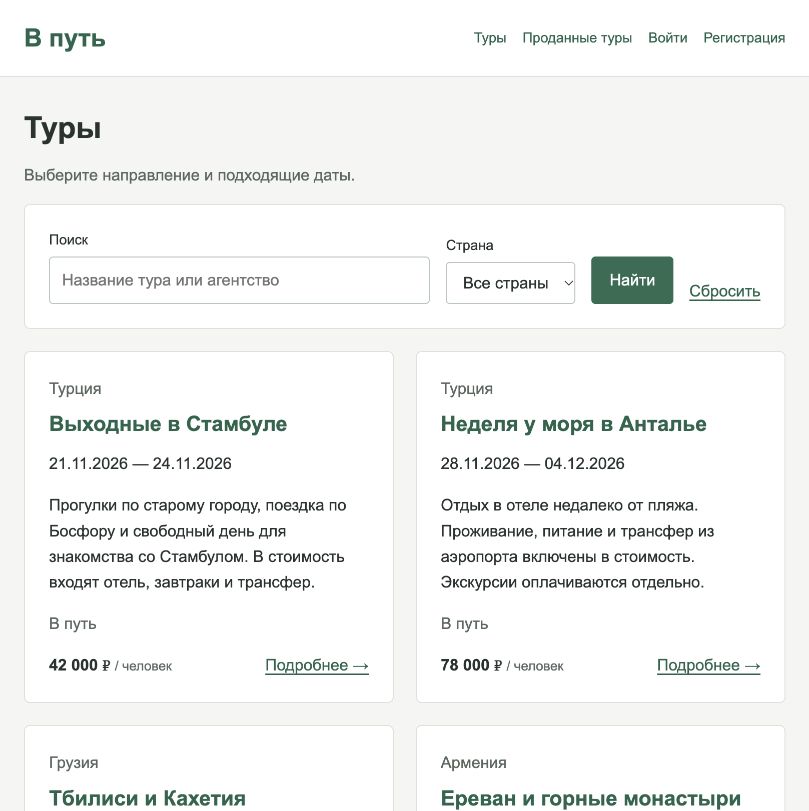 В путь
Туры Проданные туры Войти Регистрация
Туры
Выберите направление и подходящие даты.
Поиск
Название тура или агентство
Страна
Все страны
Найти
Сбросить
Турция
Выходные в Стамбуле
21.11.2026 — 24.11.2026
Прогулки по старому городу, поездка по
Босфору и свободный день для
знакомства со Стамбулом. В стоимость
входят отель, завтраки и трансфер.
В путь
42 000 ₽ / человек
Подробнее →
Турция
Неделя у моря в Анталье
28.11.2026 — 04.12.2026
Отдых в отеле недалеко от пляжа.
Проживание, питание и трансфер из
аэропорта включены в стоимость.
Экскурсии оплачиваются отдельно.
В путь
78 000 ₽ / человек
Подробнее →
Грузия
Тбилиси и Кахетия
Армения
Ереван и горные монастыри